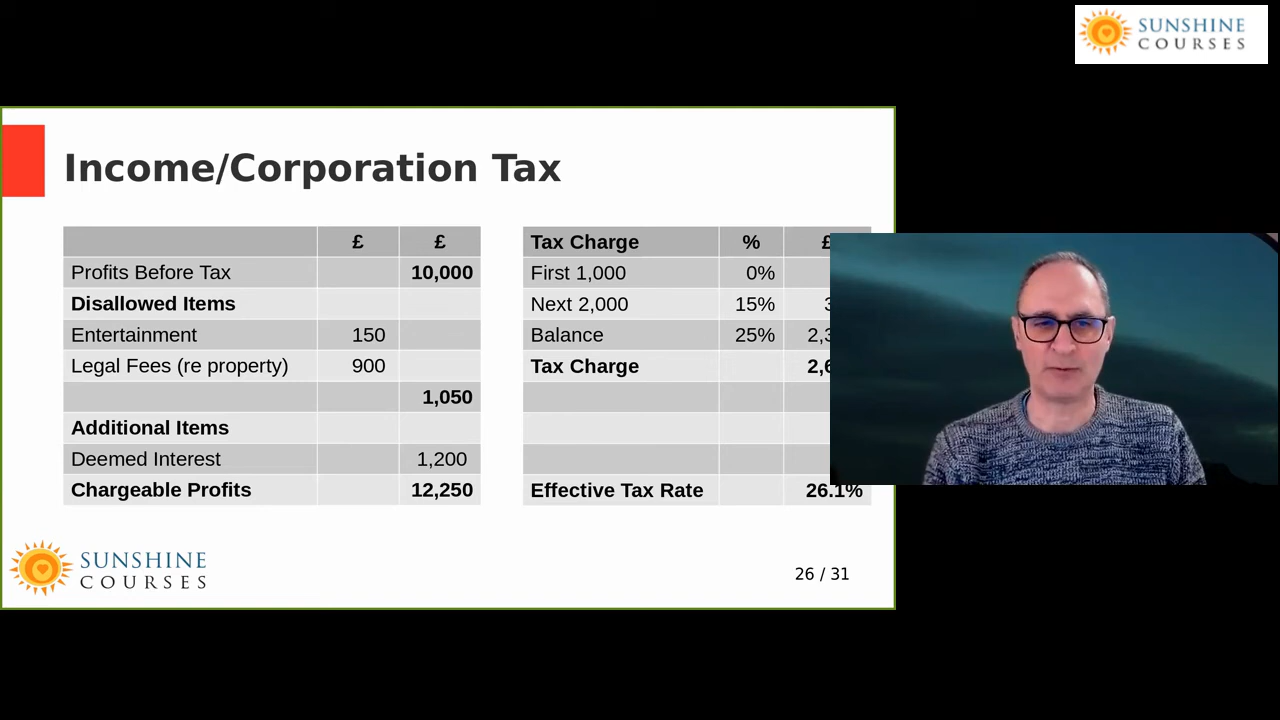 SUNSHINE
COURSES
Income/Corporation Tax
£ £
Profits Before Tax 10,000
Disallowed Items
Entertainment 150
Legal Fees (re property) 900
1,050
Additional Items
Deemed Interest 1,200
Chargeable Profits 12,250
Tax Charge % £
First 1,000 0%
Next 2,000 15%
Balance 25%
Tax Charge
Effective Tax Rate 26.1%
SUNSHINE
COURSES
26 / 31